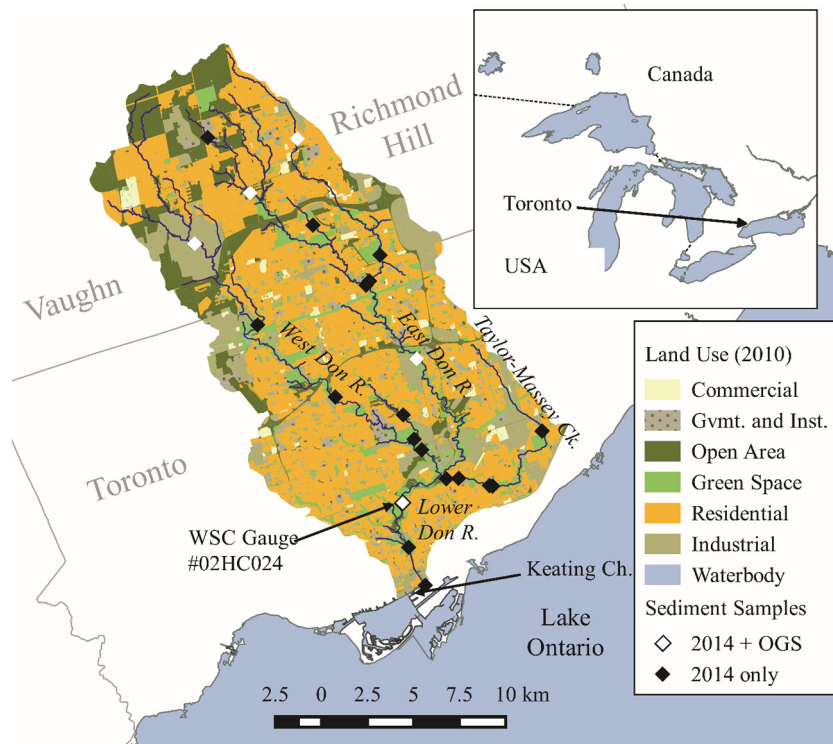 Canada
Toronto
USA
Richmond
Hill
Vaughn
Toronto
West Don R.
East Don R.
Taylor-Massey Ck.
Lower
Don R.
WSC Gauge
#02HC024
Keating Ch.
Lake
Ontario
Land Use (2010)
Commercial
Gvmt. and Inst.
Open Area
Green Space
Residential
Industrial
Waterbody
Sediment Samples
2014 + OGS
2014 only
2.5 0 2.5 5 7.5 10 km